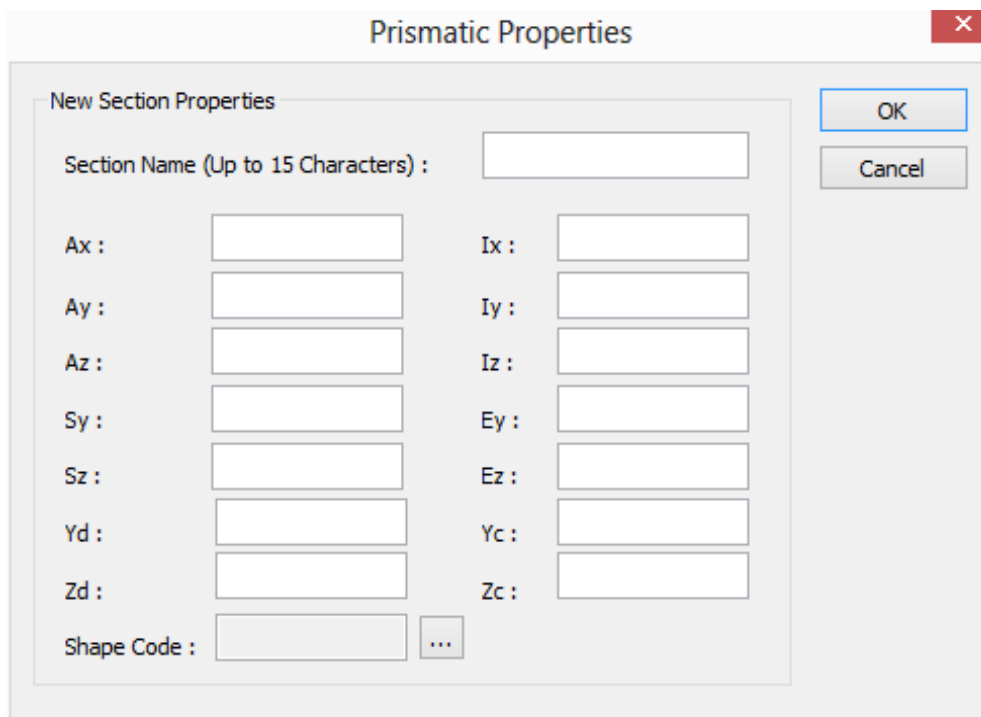 Prismatic Properties
New Section Properties
OK
Section Name (Up to 15 Characters) :
Cancel
Ax :
Ix :
Ay :
Iy :
Az :
Iz :
Sy :
Ey :
Sz :
Ez :
Yd :
Yc :
Zd :
Zc :
Shape Code :
...